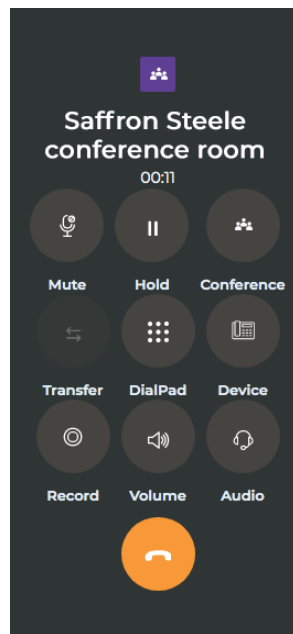 Saffron Steele
conference room
00:11
Mute Hold Conference
Transfer DialPad Device
Record Volume Audio